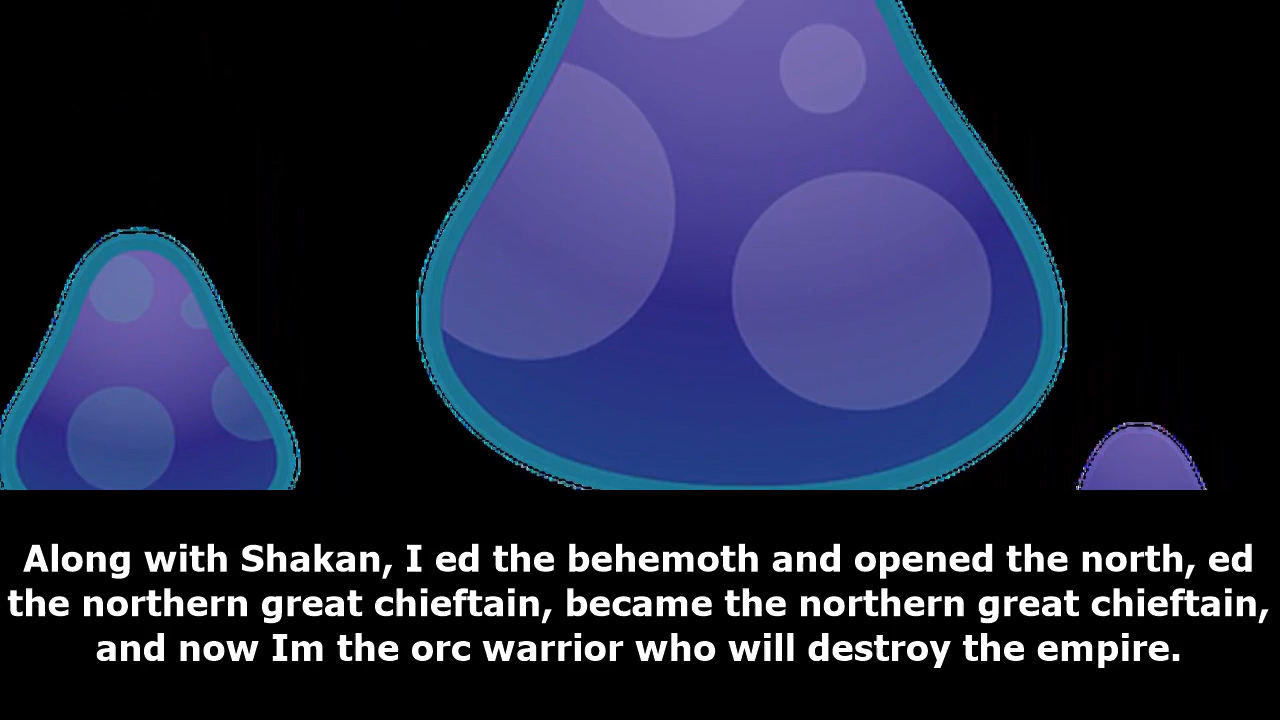 Along with Shakan, I ed the behemoth and opened the north, ed
the northern great chieftain, became the northern great chieftain,
and now Im the orc warrior who will destroy the empire.